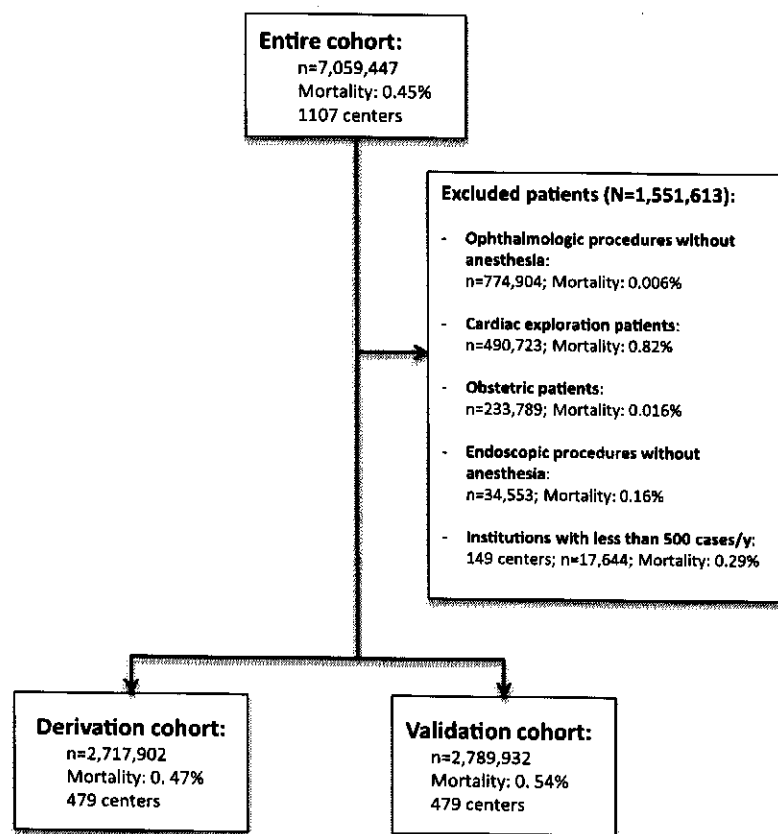 Entire cohort:
n=7,059,447
Mortality: 0.45%
1107 centers
Excluded patients (N=1,551,613):
- Ophthalmologic procedures without
anesthesia:
n=774,904; Mortality: 0.006%
- Cardiac exploration patients:
n=490,723; Mortality: 0.82%
- Obstetric patients:
n=233,789; Mortality: 0.016%
- Endoscopic procedures without
anesthesia:
n=34,553; Mortality: 0.16%
- Institutions with less than 500 cases/y:
149 centers; n=17,644; Mortality: 0.29%
Derivation cohort:
n=2,717,902
Mortality: 0. 47%
479 centers
Validation cohort:
n=2,789,932
Mortality: 0. 54%
479 centers